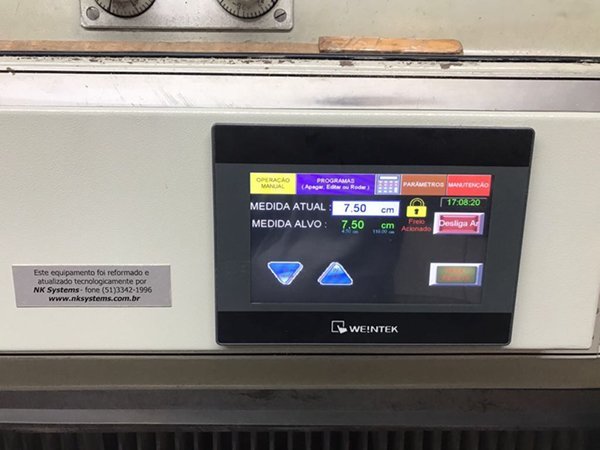 OPERAÇÃO
MANUAL
PROGRAMAS
( Apagar, Editar ou Rodar )
PARÂMETROS
MANUTENÇÃO
MEDIDA ATUAL : 7.50 cm
17:08:20
MEDIDA ALVO : 7.50 cm
Freio
Acionado
Desliga Ar
WEINTEK
Este equipamento foi reformado e
atualizado tecnologicamente por
NK Systems - fone (51)3342-1996
www.nksystems.com.br